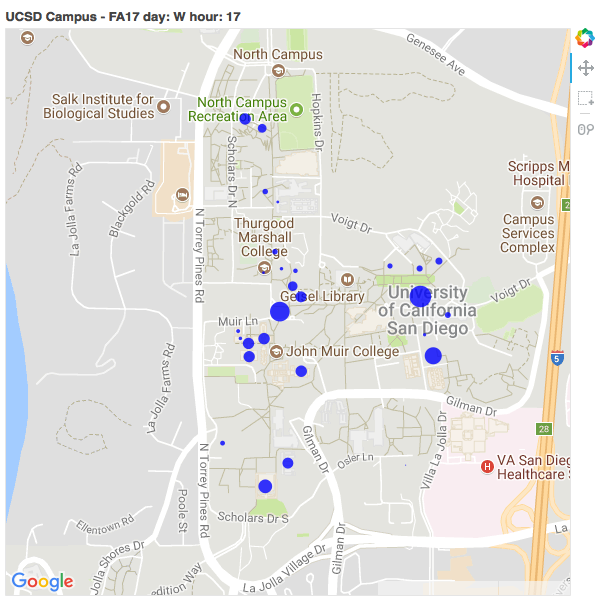 UCSD Campus - FA17 day: W hour: 17
Genesee Ave
North Campus
Salk Institute for
Biological Studies
North Campus
Recreation Area
Hopkins Dr
Scholars Dr N
Scripps M
Hospital
La Jolla Farms Rd
Blackgold Rd
N Torrey Pines Rd
Thurgood
Marshall
College
Voigt Dr
Campus
Services
Complex
2
Geisel Library
University
of California
San Diego
Voigt Dr
Muir Ln
John Muir College
5
La Jolla Farms Rd
Gilman Dr
28
Gilman Dr
Villa La Jolla Dr
Osler Ln
H
VA San Dieg
Healthcare S
N Torrey Pines Rd
Poole St
Ellentown Rd
Scholars Dr S
La
La Jolla Shores Dr
Gilman Dr
La Jolla Village Dr
edition Way
Google